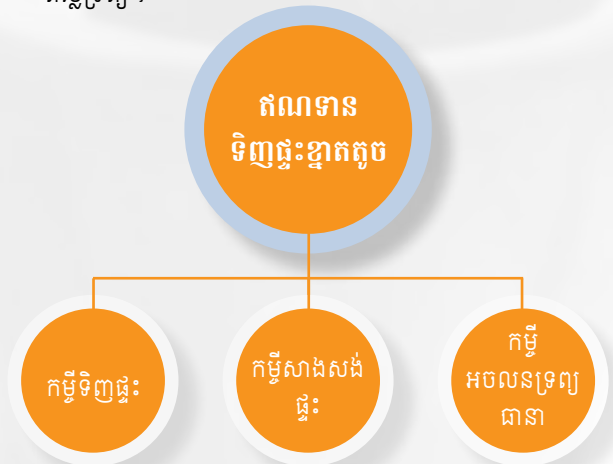 ឥណទាន
ទិញផ្ទះខ្នាតតូច
កម្ចីទិញផ្ទះ
កម្ចីសាងសង់
ផ្ទះ
កម្ចី
អចលនទ្រព្យ
ធានា